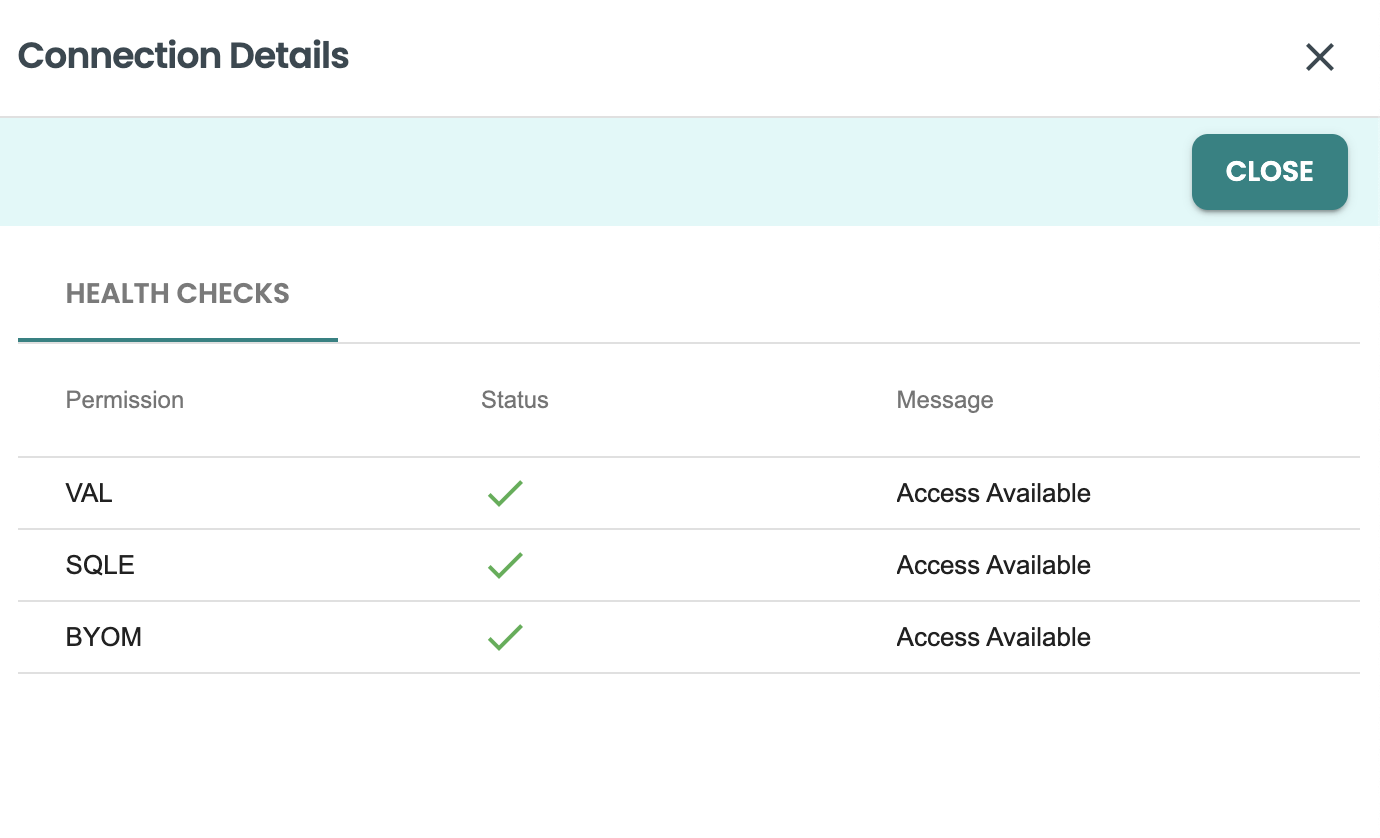 Connection Details
CLOSE
HEALTH CHECKS
Permission Status Message
VAL Access Available
SQLE Access Available
BYOM Access Available